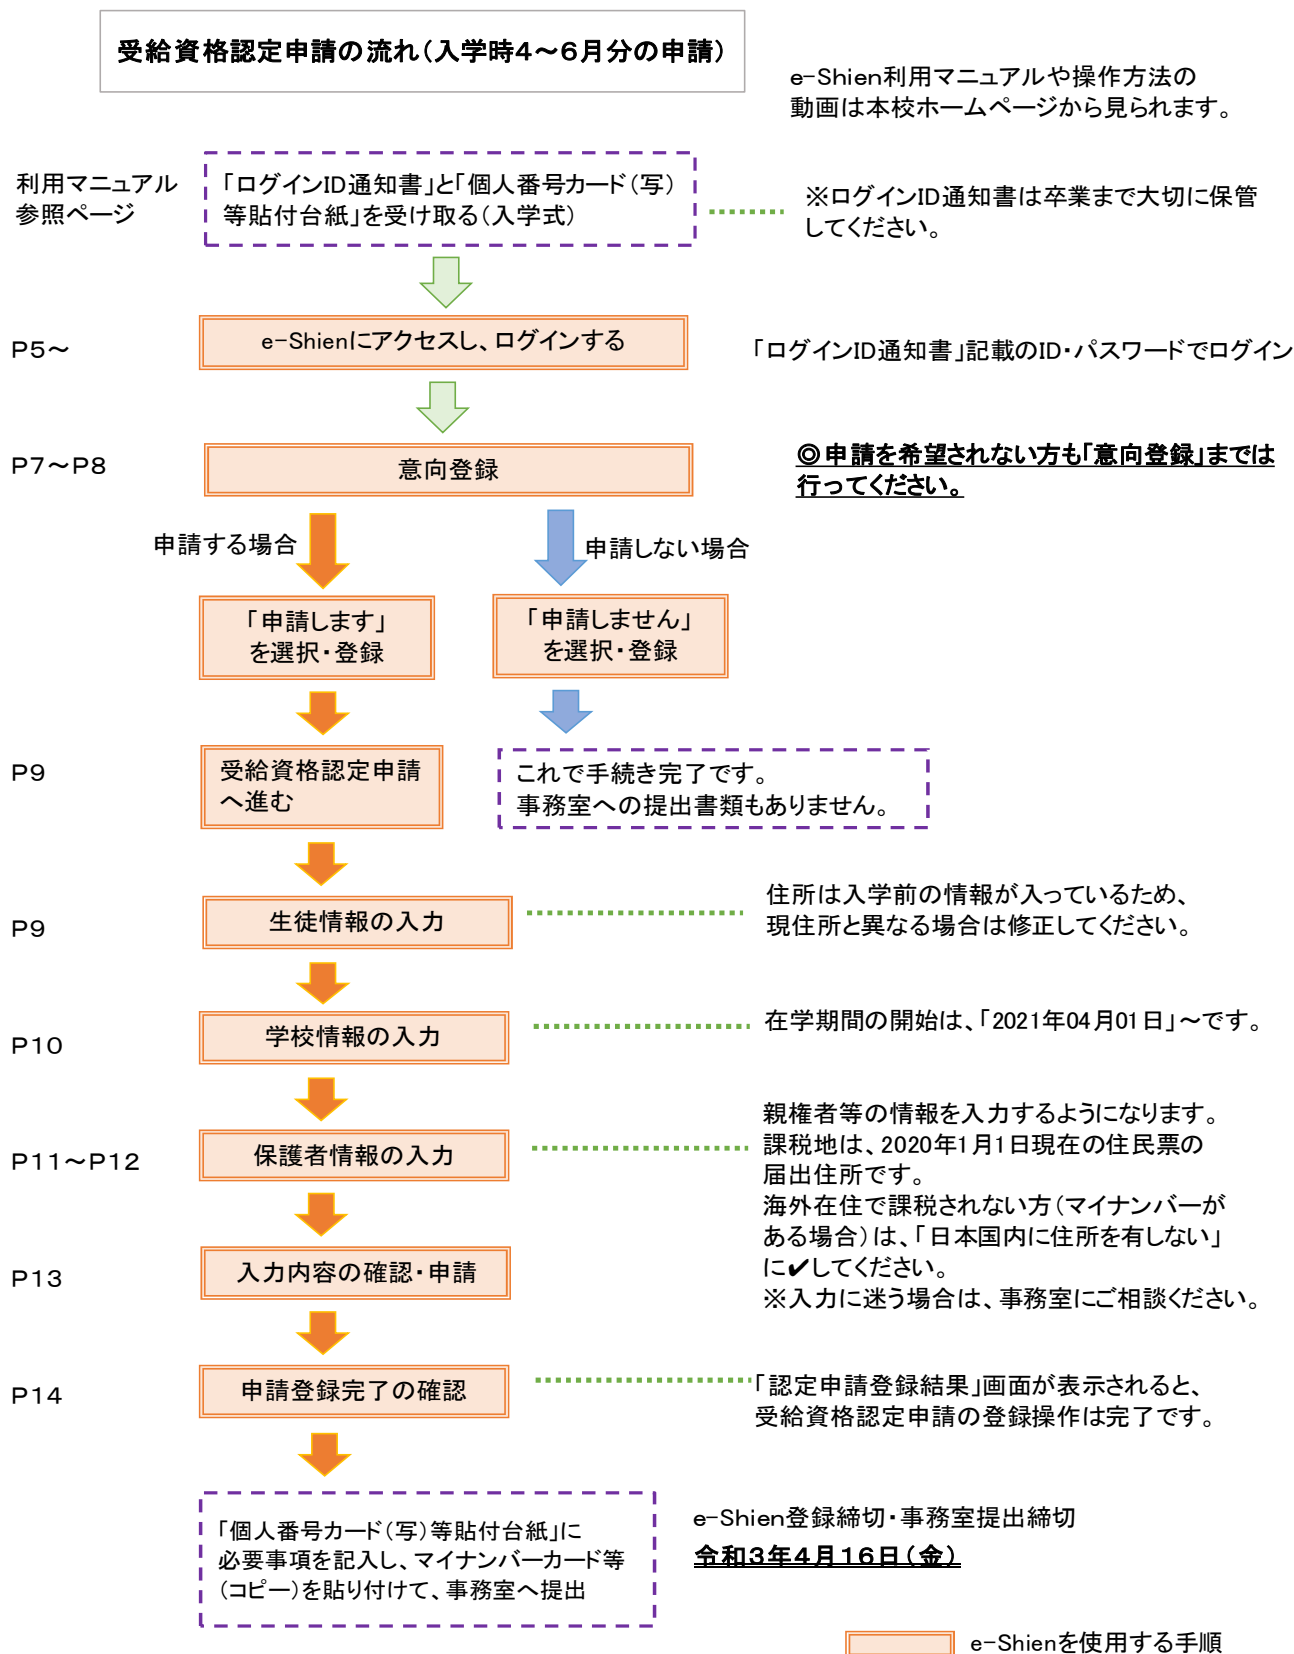 受給資格認定申請の流れ（入学時４～６月分の申請）
e-Shien利用マニュアルや操作方法の
動画は本校ホームページから見られます。
利用マニュアル
参照ページ
「ログインID通知書」と「個人番号カード（写）
等貼付台紙」を受け取る（入学式）
※ログインID通知書は卒業まで大切に保管
してください。
P5～
e-Shienにアクセスし、ログインする
「ログインID通知書」記載のID・パスワードでログイン
P7～P8
意向登録
◎申請を希望されない方も「意向登録」までは
行ってください。
申請する場合
申請しない場合
「申請します」
を選択・登録
「申請しません」
を選択・登録
P9
受給資格認定申請
へ進む
これで手続き完了です。
事務室への提出書類もありません。
P9
生徒情報の入力
住所は入学前の情報が入っているため、
現住所と異なる場合は修正してください。
P10
学校情報の入力
在学期間の開始は、「2021年04月01日」～です。
P11～P12
保護者情報の入力
親権者等の情報を入力するようになります。
課税地は、2020年1月1日現在の住民票の
届出住所です。
海外在住で課税されない方（マイナンバーが
ある場合）は、「日本国内に住所を有しない」
に✔してください。
※入力に迷う場合は、事務室にご相談ください。
P13
入力内容の確認・申請
P14
申請登録完了の確認
「認定申請登録結果」画面が表示されると、
受給資格認定申請の登録操作は完了です。
「個人番号カード（写）等貼付台紙」に
必要事項を記入し、マイナンバーカード等
（コピー）を貼り付けて、事務室へ提出
e-Shien登録締切・事務室提出締切
令和３年４月１６日（金）
e-Shienを使用する手順